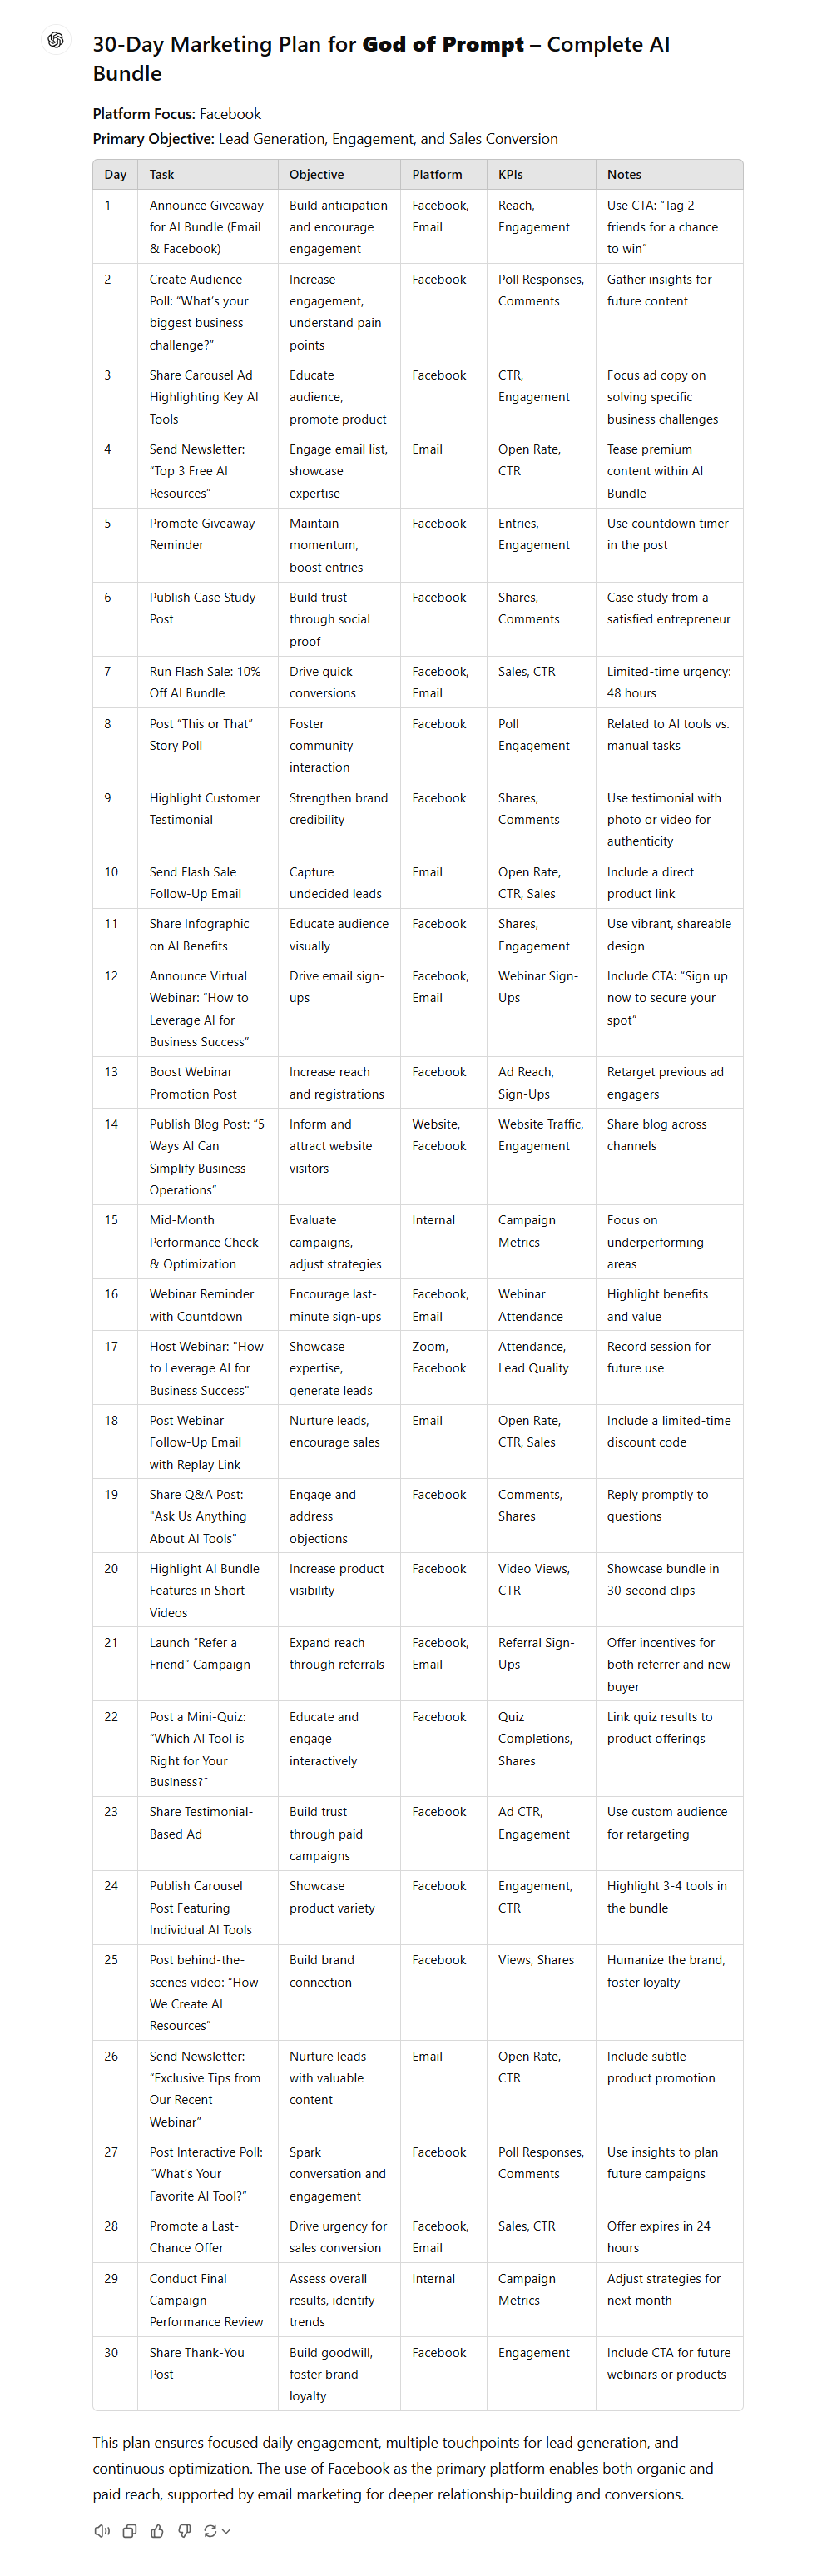 30-Day Marketing Plan for God of Prompt – Complete AI
Bundle
Platform Focus: Facebook
Primary Objective: Lead Generation, Engagement, and Sales Conversion
Day Task Objective Platform KPIs Notes
1 Announce Giveaway Build anticipation Facebook, Reach, Use CTA: “Tag 2
for AI Bundle (Email and encourage Email Engagement friends for a chance
& Facebook) engagement to win”
2 Create Audience Increase Facebook Poll Responses, Gather insights for
Poll: “What’s your engagement, Comments future content
biggest business understand pain
challenge?” points
3 Share Carousel Ad Educate Facebook CTR, Focus ad copy on
Highlighting Key AI audience, Engagement solving specific
Tools promote product business challenges
4 Send Newsletter: Engage email list, Email Open Rate, Tease premium
“Top 3 Free AI showcase CTR content within AI
Resources” expertise Bundle
5 Promote Giveaway Maintain Facebook Entries, Use countdown timer
Reminder momentum, Engagement in the post
boost entries
6 Publish Case Study Build trust Facebook Shares, Case study from a
Post through social Comments satisfied entrepreneur
proof
7 Run Flash Sale: 10% Drive quick Facebook, Sales, CTR Limited-time urgency:
Off AI Bundle conversions Email 48 hours
8 Post “This or That” Foster Facebook Poll Related to AI tools vs.
Story Poll community Engagement manual tasks
interaction
9 Highlight Customer Strengthen brand Facebook Shares, Use testimonial with
Testimonial credibility Comments photo or video for
authenticity
10 Send Flash Sale Capture Email Open Rate, Include a direct
Follow-Up Email undecided leads CTR, Sales product link
11 Share Infographic Educate audience Facebook Shares, Use vibrant, shareable
on AI Benefits visually Engagement design
12 Announce Virtual Drive email sign- Facebook, Webinar Sign- Include CTA: “Sign up
Webinar: “How to ups Email Ups now to secure your
Leverage AI for spot”
Business Success”
13 Boost Webinar Increase reach Facebook Ad Reach, Retarget previous ad
Promotion Post and registrations Sign-Ups engagers
14 Publish Blog Post: “5 Inform and Website, Website Traffic, Share blog across
Ways AI Can attract website Facebook Engagement channels
Simplify Business visitors
Operations”
15 Mid-Month Evaluate Internal Campaign Focus on
Performance Check campaigns, Metrics underperforming
& Optimization adjust strategies areas
16 Webinar Reminder Encourage last- Facebook, Webinar Highlight benefits
with Countdown minute sign-ups Email Attendance and value
17 Host Webinar: "How Showcase Zoom, Attendance, Record session for
to Leverage AI for expertise, Facebook Lead Quality future use
Business Success" generate leads
18 Post Webinar Nurture leads, Email Open Rate, Include a limited-time
Follow-Up Email encourage sales CTR, Sales discount code
with Replay Link
19 Share Q&A Post: Engage and Facebook Comments, Reply promptly to
"Ask Us Anything address Shares questions
About AI Tools" objections
20 Highlight AI Bundle Increase product Facebook Video Views, Showcase bundle in
Features in Short visibility CTR 30-second clips
Videos
21 Launch “Refer a Expand reach Facebook, Referral Sign- Offer incentives for
Friend” Campaign through referrals Email Ups both referrer and new
buyer
22 Post a Mini-Quiz: Educate and Facebook Quiz Link quiz results to
“Which AI Tool is engage Completions, product offerings
Right for Your interactively Shares
Business?”
23 Share Testimonial- Build trust Facebook Ad CTR, Use custom audience
Based Ad through paid Engagement for retargeting
campaigns
24 Publish Carousel Showcase Facebook Engagement, Highlight 3-4 tools in
Post Featuring product variety CTR the bundle
Individual AI Tools
25 Post behind-the- Build brand Facebook Views, Shares Humanize the brand,
scenes video: “How connection foster loyalty
We Create AI
Resources”
26 Send Newsletter: Nurture leads Email Open Rate, Include subtle
“Exclusive Tips from with valuable CTR product promotion
Our Recent content
Webinar”
27 Post Interactive Poll: Spark Facebook Poll Responses, Use insights to plan
“What’s Your conversation and Comments future campaigns
Favorite AI Tool?” engagement
28 Promote a Last- Drive urgency for Facebook, Sales, CTR Offer expires in 24
Chance Offer sales conversion Email hours
29 Conduct Final Assess overall Internal Campaign Adjust strategies for
Campaign results, identify Metrics next month
Performance Review trends
30 Share Thank-You Build goodwill, Facebook Engagement Include CTA for future
Post foster brand webinars or products
loyalty
This plan ensures focused daily engagement, multiple touchpoints for lead generation, and
continuous optimization. The use of Facebook as the primary platform enables both organic and
paid reach, supported by email marketing for deeper relationship-building and conversions.